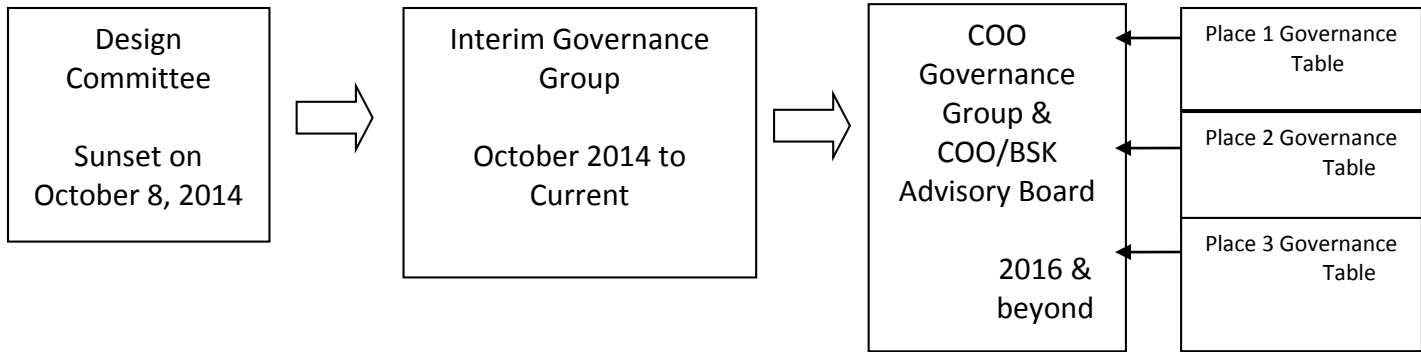 Design
Committee
Sunset on
October 8, 2014
Interim Governance
Group
October 2014 to
Current
COO
Governance
Group &
COO/BSK
Advisory Board
2016 &
beyond
Place 1 Governance
Table
Place 2 Governance
Table
Place 3 Governance
Table